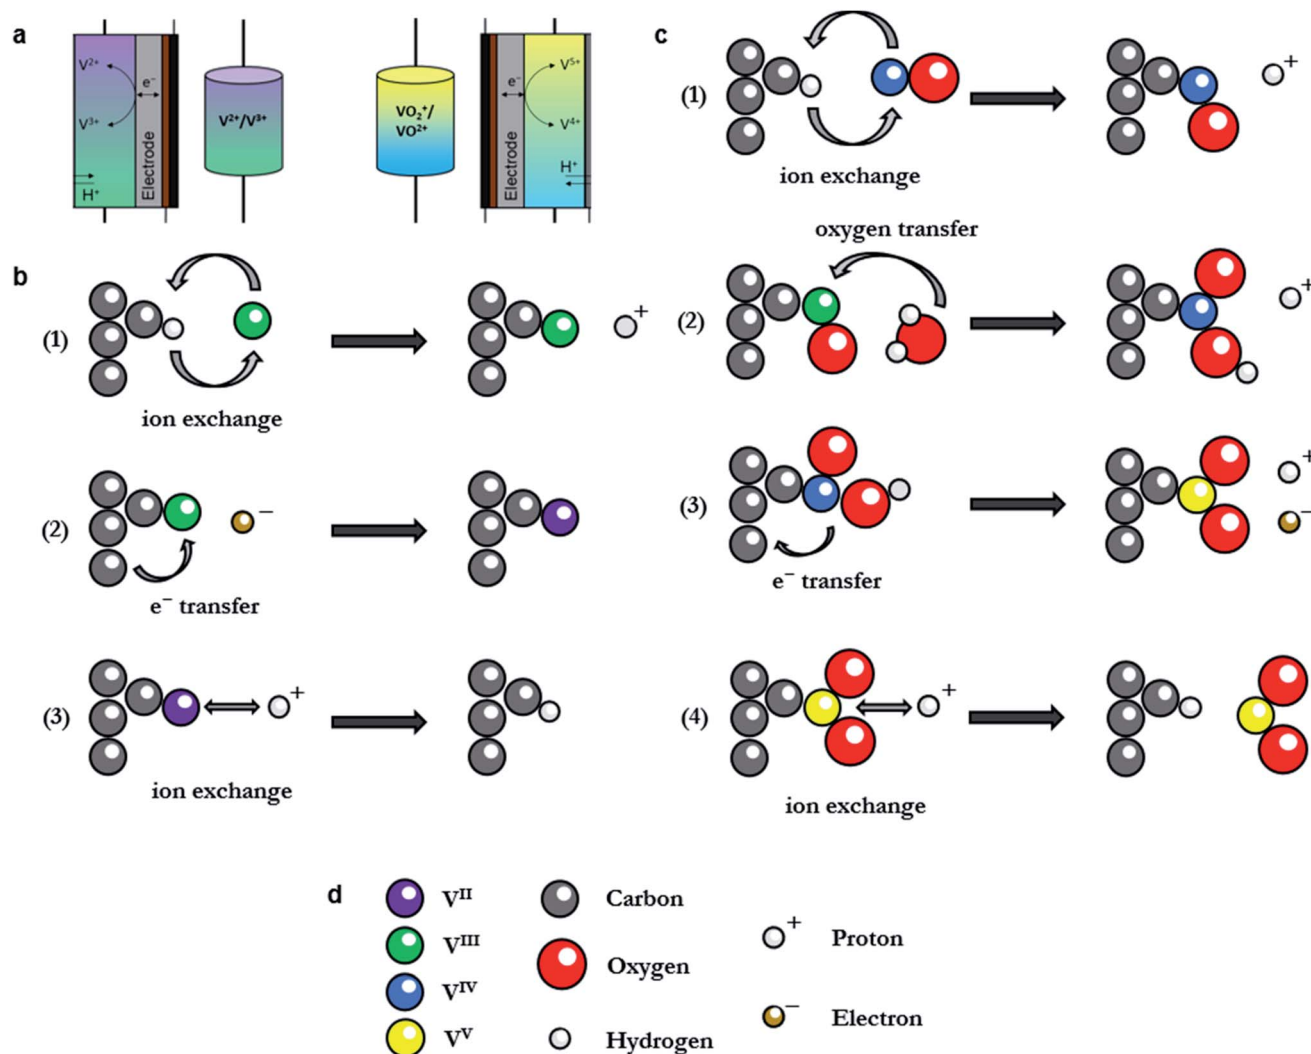 a
V²⁺
e⁻
V³⁺
H⁺
Electrode
V²⁺/V³⁺
VO₂⁺/
VO²⁺
Electrode
e⁻
V⁵⁺
V⁴⁺
H⁺
b
(1)
+
ion exchange
(2)
−
e⁻ transfer
(3)
+
ion exchange
c
(1)
+
ion exchange
oxygen transfer
(2)
+
(3)
+
−
e⁻ transfer
(4)
+
ion exchange
d
Vᴵᴵ
Vᴵᴵᴵ
Vᴵⱽ
Vⱽ
Carbon
Oxygen
Hydrogen
+ Proton
− Electron